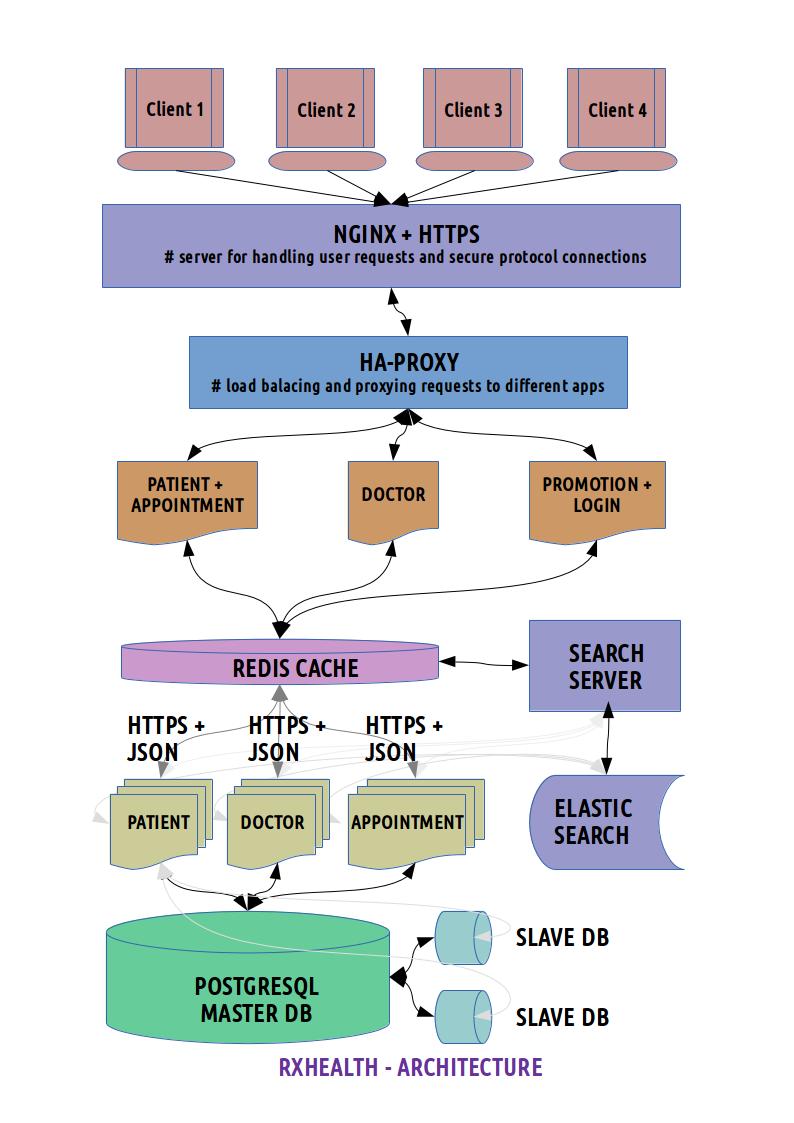 Client 1
Client 2
Client 3
Client 4
NGINX + HTTPS
# server for handling user requests and secure protocol connections
HA-PROXY
# load balacing and proxying requests to different apps
PATIENT +
APPOINTMENT
DOCTOR
PROMOTION +
LOGIN
REDIS CACHE
SEARCH
SERVER
HTTPS +
JSON
HTTPS +
JSON
HTTPS +
JSON
PATIENT
DOCTOR
APPOINTMENT
ELASTIC
SEARCH
POSTGRESQL
MASTER DB
SLAVE DB
SLAVE DB
RXHEALTH - ARCHITECTURE